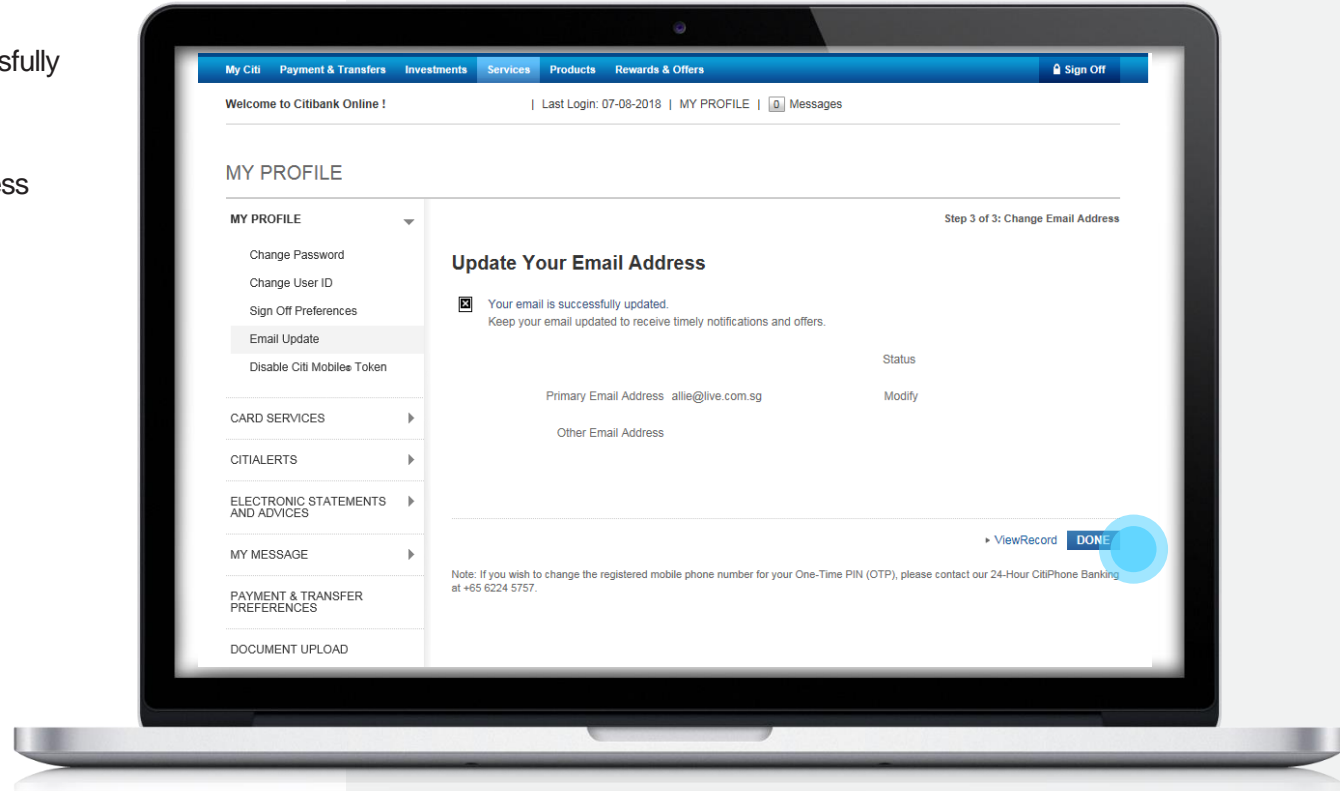 sfully
ess
My Citi Payment & Transfers Investments Services Products Rewards & Offers Sign Off
Welcome to Citibank Online ! | Last Login: 07-08-2018 | MY PROFILE | 0 Messages
MY PROFILE
MY PROFILE
Change Password
Change User ID
Sign Off Preferences
Email Update
Disable Citi Mobile® Token
CARD SERVICES
CITIALERTS
ELECTRONIC STATEMENTS
AND ADVICES
MY MESSAGE
PAYMENT & TRANSFER
PREFERENCES
DOCUMENT UPLOAD
Step 3 of 3: Change Email Address
Update Your Email Address
Your email is successfully updated.
Keep your email updated to receive timely notifications and offers.
Status
Primary Email Address allie@live.com.sg Modify
Other Email Address
ViewRecord DONE
Note: If you wish to change the registered mobile phone number for your One-Time PIN (OTP), please contact our 24-Hour CitiPhone Banking
at +65 6224 5757.